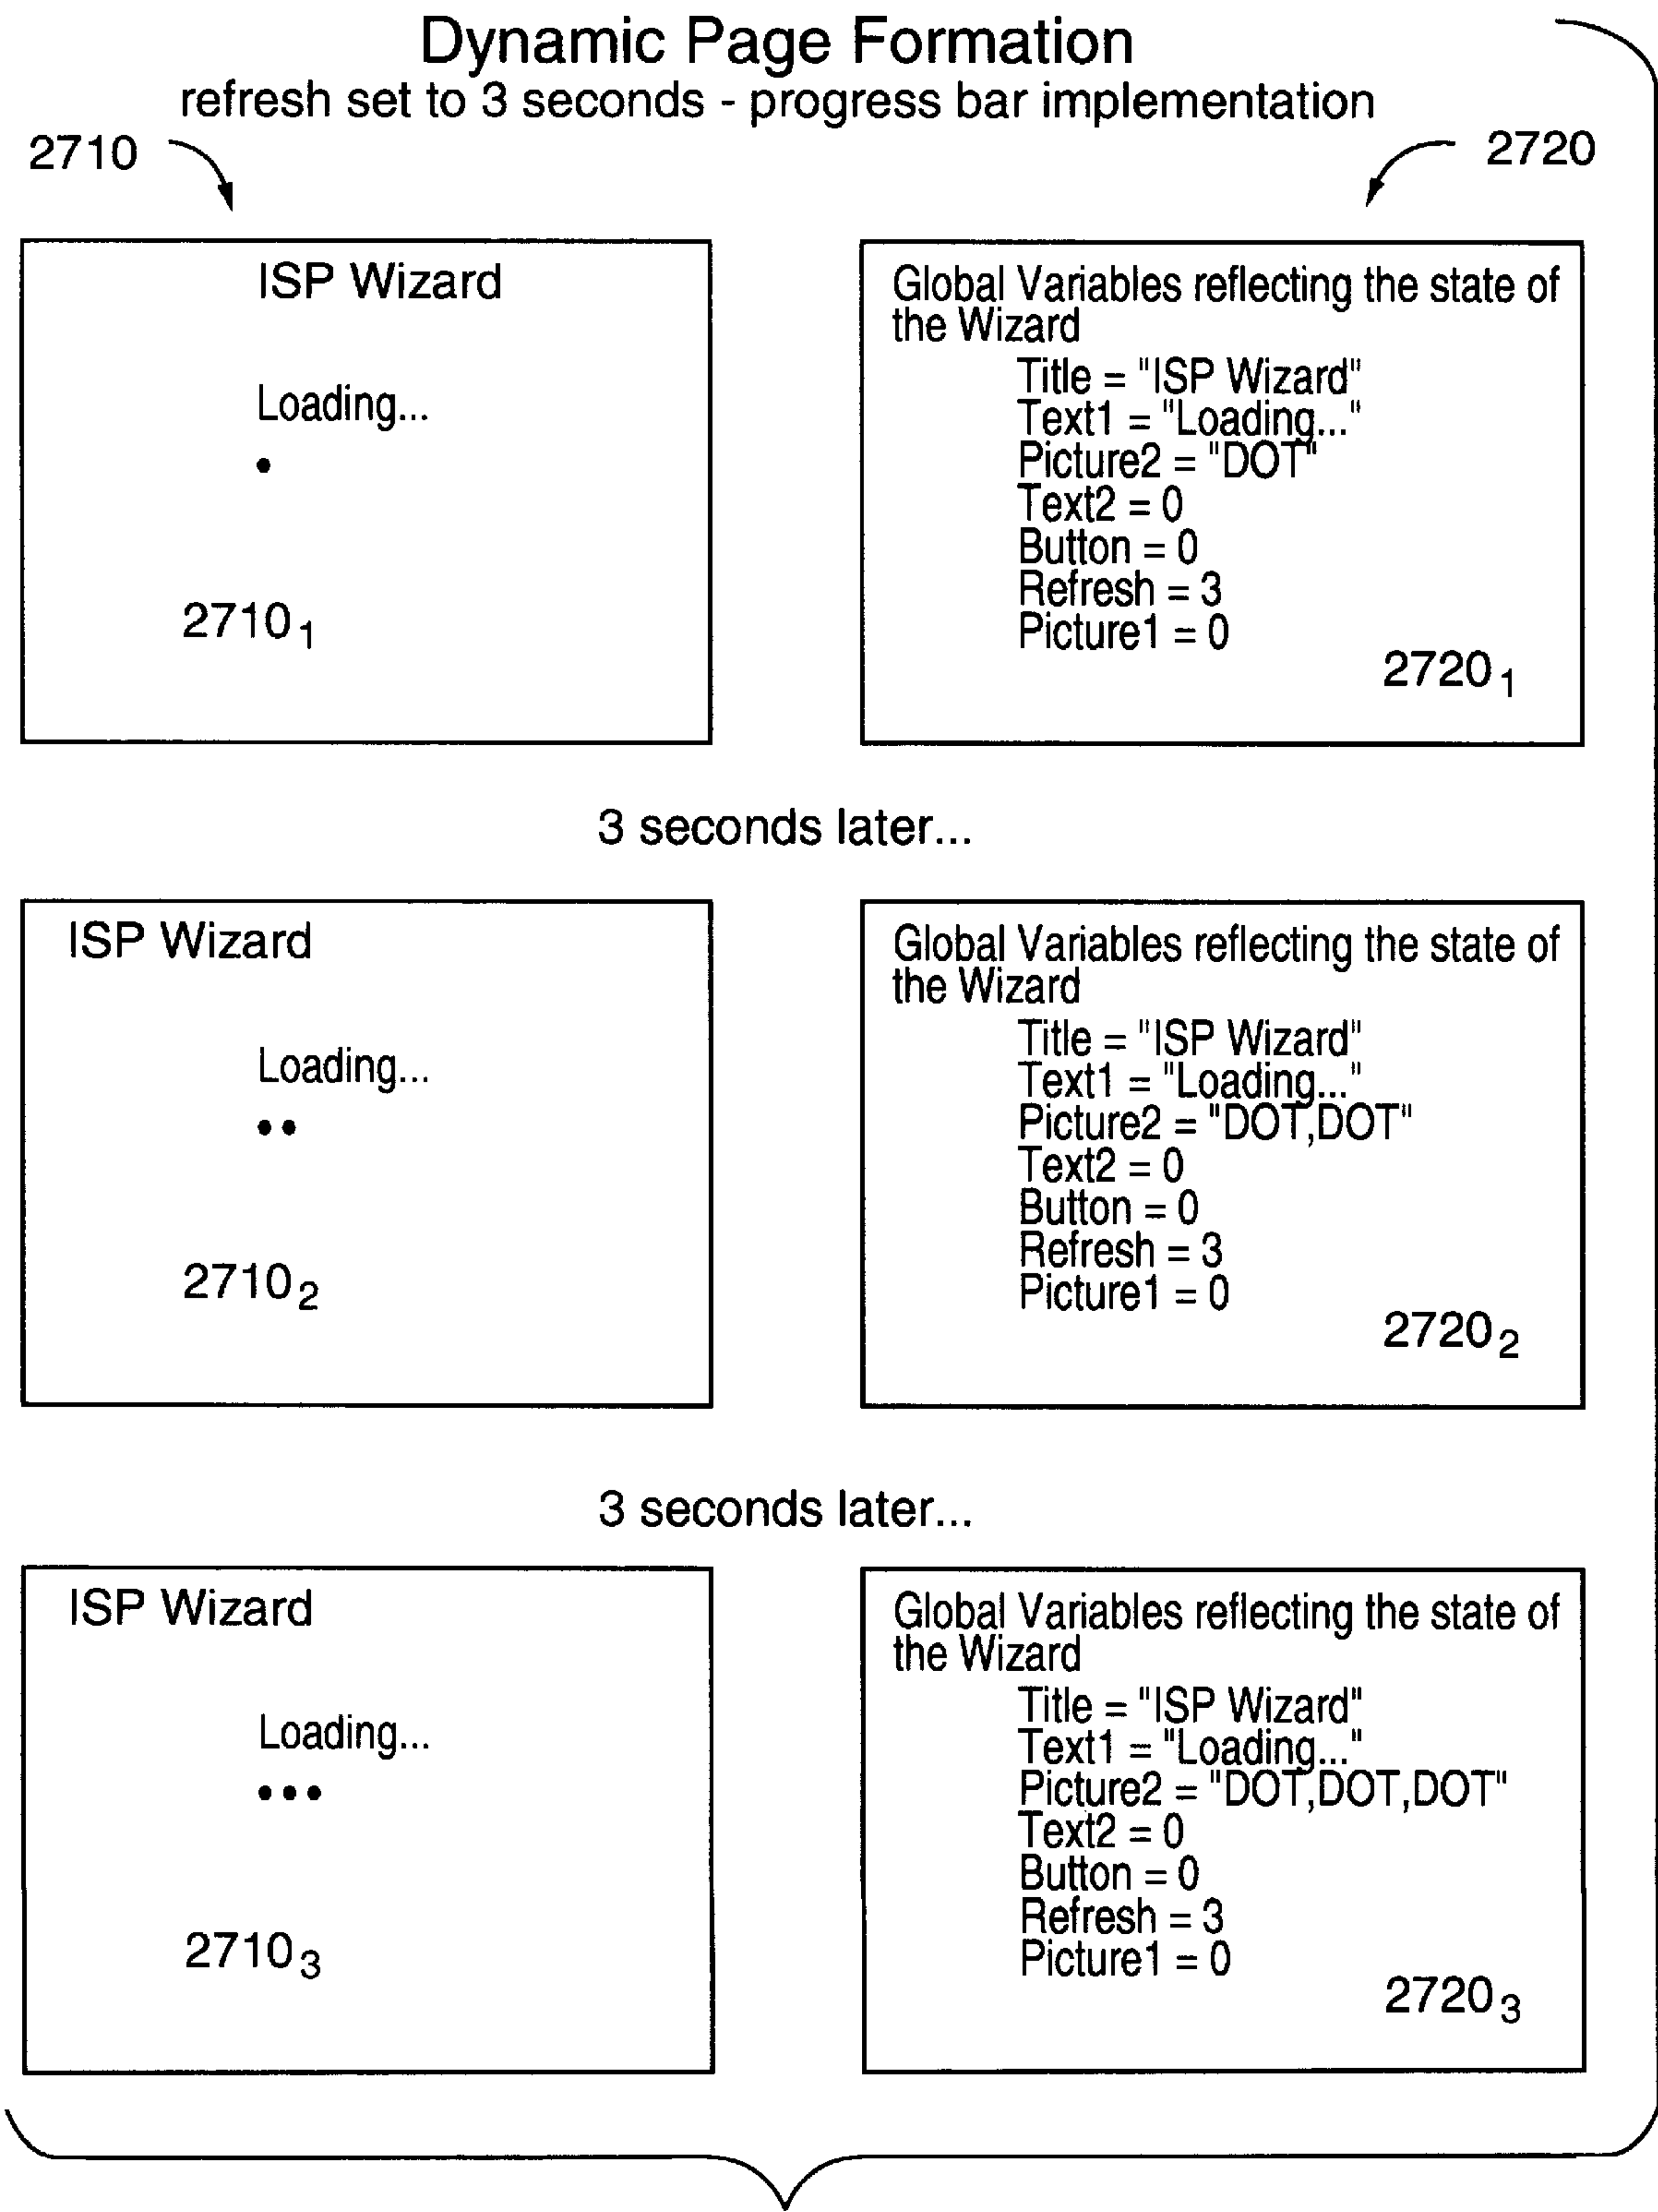 Dynamic Page Formation
refresh set to 3 seconds - progress bar implementation
2710
2720
ISP Wizard
Loading...
2710₁
Global Variables reflecting the state of
the Wizard
Title = "ISP Wizard"
Text1 = "Loading..."
Picture2 = "DOT"
Text2 = 0
Button = 0
Refresh = 3
Picture1 = 0
2720₁
3 seconds later...
ISP Wizard
Loading...
2710₂
Global Variables reflecting the state of
the Wizard
Title = "ISP Wizard"
Text1 = "Loading..."
Picture2 = "DOT,DOT"
Text2 = 0
Button = 0
Refresh = 3
Picture1 = 0
2720₂
3 seconds later...
ISP Wizard
Loading...
2710₃
Global Variables reflecting the state of
the Wizard
Title = "ISP Wizard"
Text1 = "Loading..."
Picture2 = "DOT,DOT,DOT"
Text2 = 0
Button = 0
Refresh = 3
Picture1 = 0
2720₃